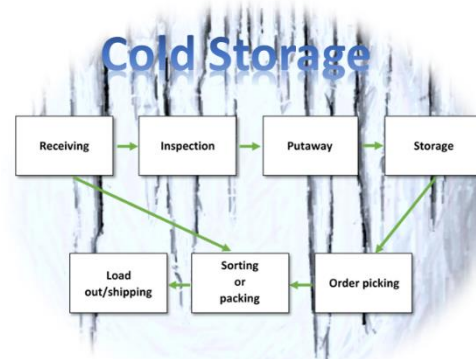 Cold Storage
Receiving
Inspection
Putaway
Storage
Load
out/shipping
Sorting
or
packing
Order picking